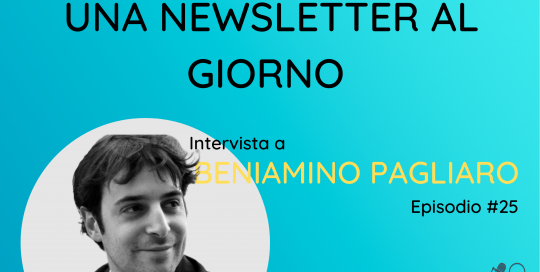 UNA NEWSLETTER AL
GIORNO
Intervista a
BENIAMINO PAGLIARO
Episodio #25